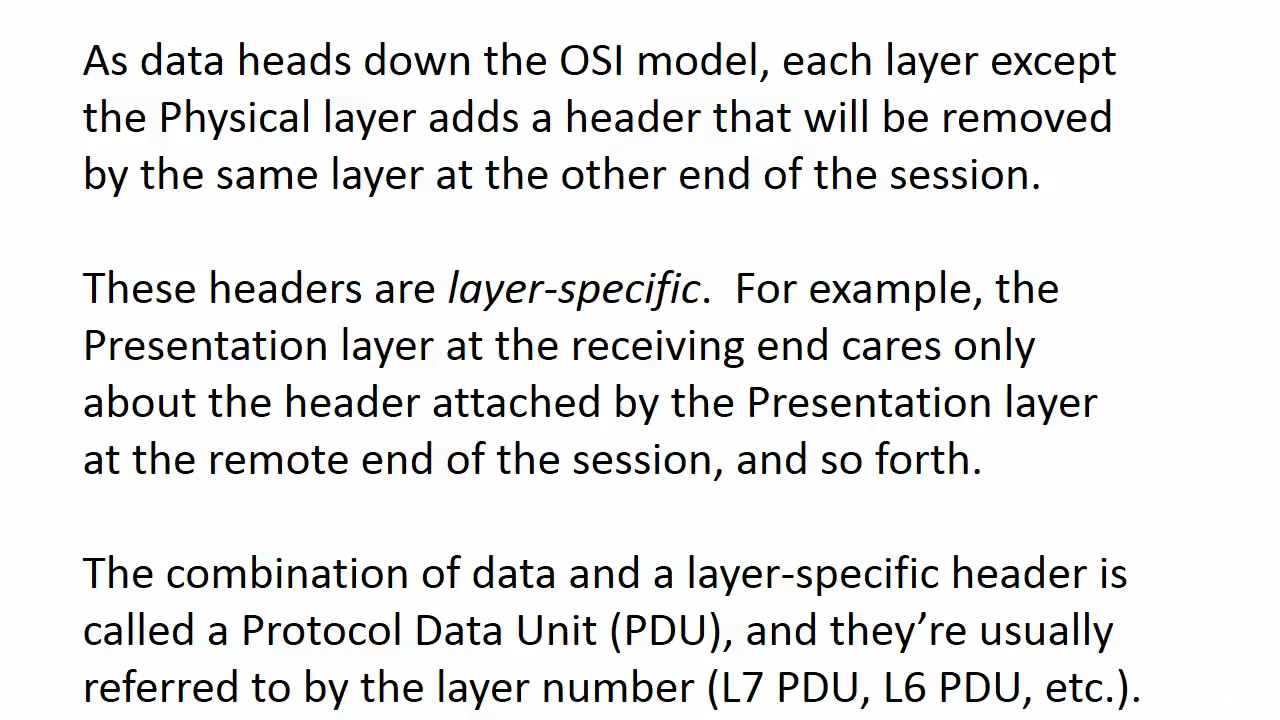 As data heads down the OSI model, each layer except
the Physical layer adds a header that will be removed
by the same layer at the other end of the session.
These headers are layer-specific.  For example, the
Presentation layer at the receiving end cares only
about the header attached by the Presentation layer
at the remote end of the session, and so forth.
The combination of data and a layer-specific header is
called a Protocol Data Unit (PDU), and they’re usually
referred to by the layer number (L7 PDU, L6 PDU, etc.).